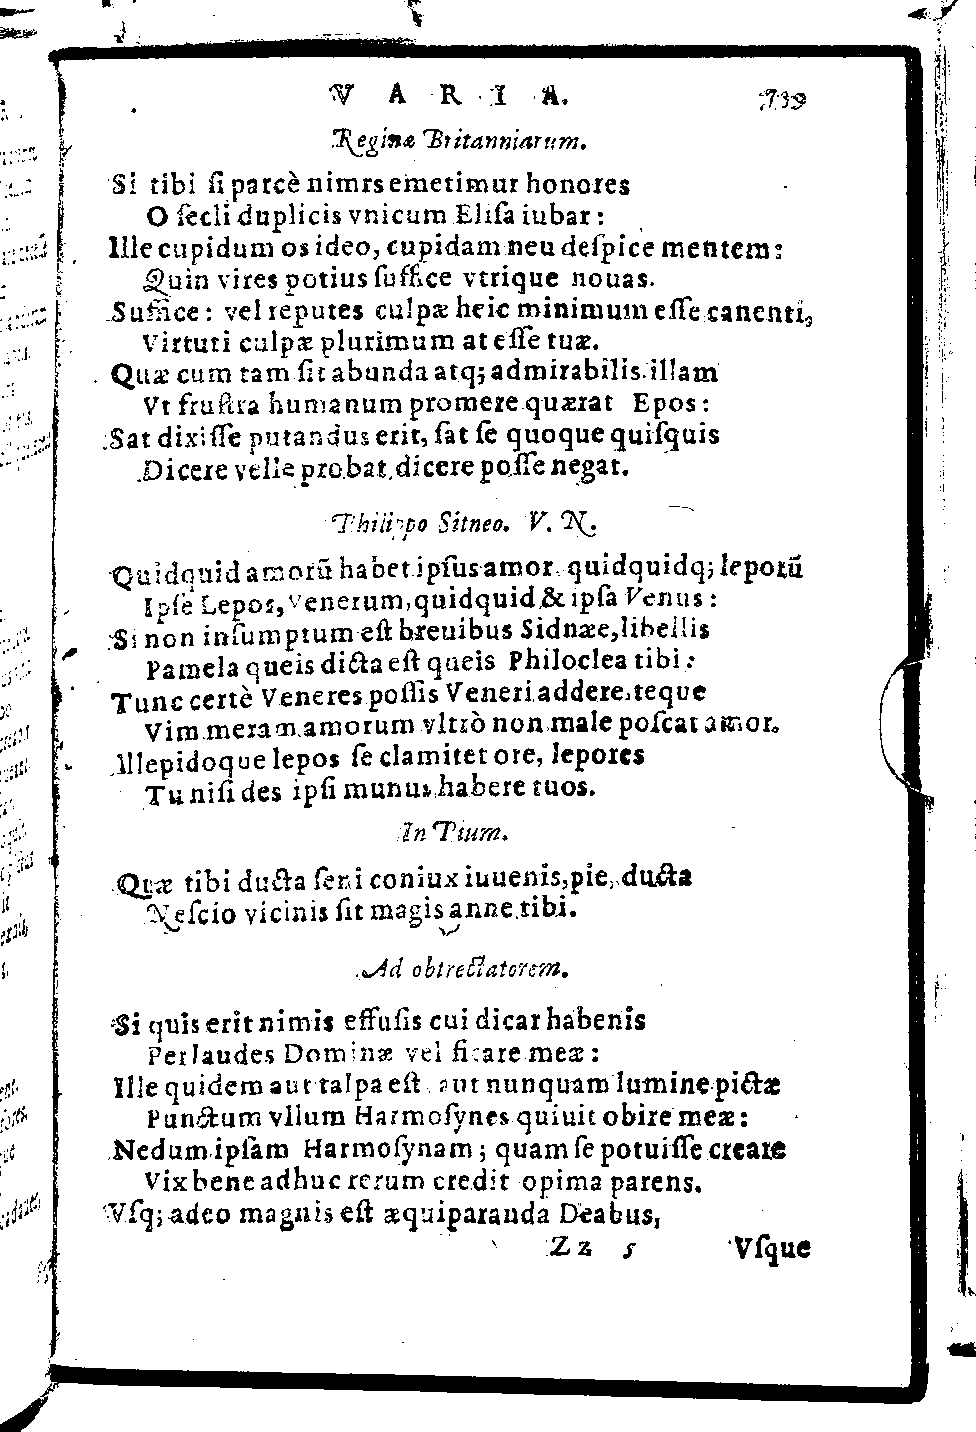 V A R I A. 739
Reginæ Britanniarum.
Si tibi ſi parcè nimrs emetimur honores
O ſecli duplicis vnicum Eliſa iubar:
Ille cupidum os ideo, cupidam neu deſpice mentem:
Quin vires potius ſuffice vtrique nouas.
Suffice: vel reputes culpæ heic minimum eſſe canenti,
Virtuti culpæ plurimum at eſſe tuæ.
Quæ cum tam ſit abunda atq; admirabilis illam
Vt fruſtra humanum promere quærat Epos:
Sat dixiſſe putandus erit, ſat ſe quoque quiſquis
Dicere velle probat, dicere poſſe negat.
Philippo Sitneo. V. N.
Quidquid amorũ habet ipſus amor quidquidq; leporũ
Ipſe Lepos, Venerum, quidquid & ipſa Venus:
Si non inſumptum eſt breuibus Sidnæe, libellis
Pamela queis dicta eſt queis Philoclea tibi:
Tunc certè Veneres poſſis Veneri addere, teque
Vim meram amorum vltrò non male poſcat amor.
Illepidoque lepos ſe clamitet ore, lepores
Tu niſi des ipſi munus habere tuos.
In Pium.
Quæ tibi ducta ſeni coniux iuuenis, pie, ducta
Neſcio vicinis ſit magis anne tibi.
Ad obtrectatorem.
Si quis erit nimis effuſis cui dicar habenis
Per laudes Dominæ vel ſitare meæ:
Ille quidem aut talpa eſt aut nunquam lumine pictæ
Punctum vllum Harmoſynes quiuit obire meæ:
Nedum ipſam Harmoſynam; quam ſe potuiſſe creare
Vix bene adhuc rerum credit opima parens.
Vſq; adeo magnis eſt æquiparanda Deabus,
Zz 5 Vſque